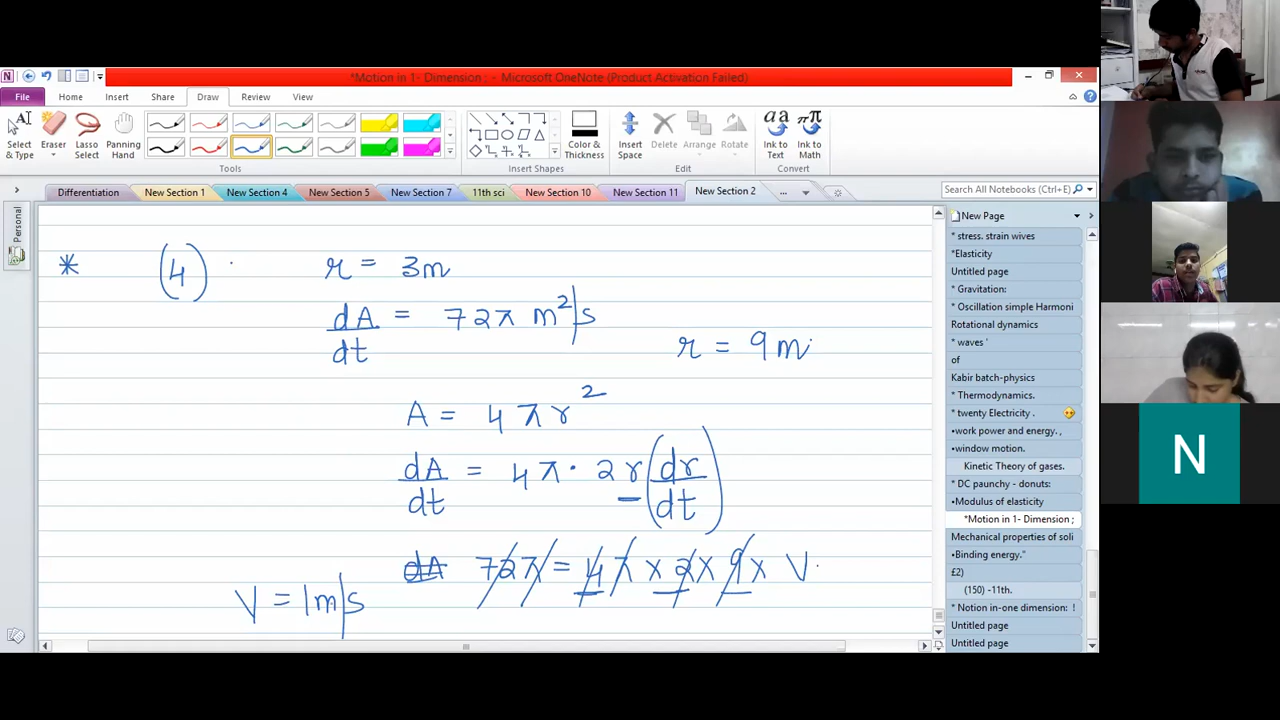 *Motion in 1- Dimension ; - Microsoft OneNote (Product Activation Failed)
File Home Insert Share Draw Review View
Select & Type
Eraser
Lasso Select
Panning Hand
Color & Thickness
Insert Space
Delete
Arrange
Rotate
Ink to Text
Ink to Math
Tools
Insert Shapes
Edit
Convert
Differentiation New Section 1 New Section 4 New Section 5 New Section 7 11th sci New Section 10 New Section 11 New Section 2 ...
Search All Notebooks (Ctrl+E)
Personal
* (4) r = 3m
dA/dt = 72π m²/s
r = 9m
A = 4πr²
dA/dt = 4π · 2r (dr/dt)
dA 72π = 4π × 2 × 9 × V
V = 1m/s
New Page
* stress. strain wives
*Elasticity
Untitled page
* Gravitation:
* Oscillation simple Harmoni
Rotational dynamics
* waves '
of
Kabir batch-physics
* Thermodynamics.
* twenty Electricity .
•work power and energy. ,
•window motion.
Kinetic Theory of gases.
* DC paunchy - donuts:
•Modulus of elasticity
*Motion in 1- Dimension ;
Mechanical properties of soli
•Binding energy."
£2)
(150) -11th.
* Notion in-one dimension: !
Untitled page
Untitled page
N